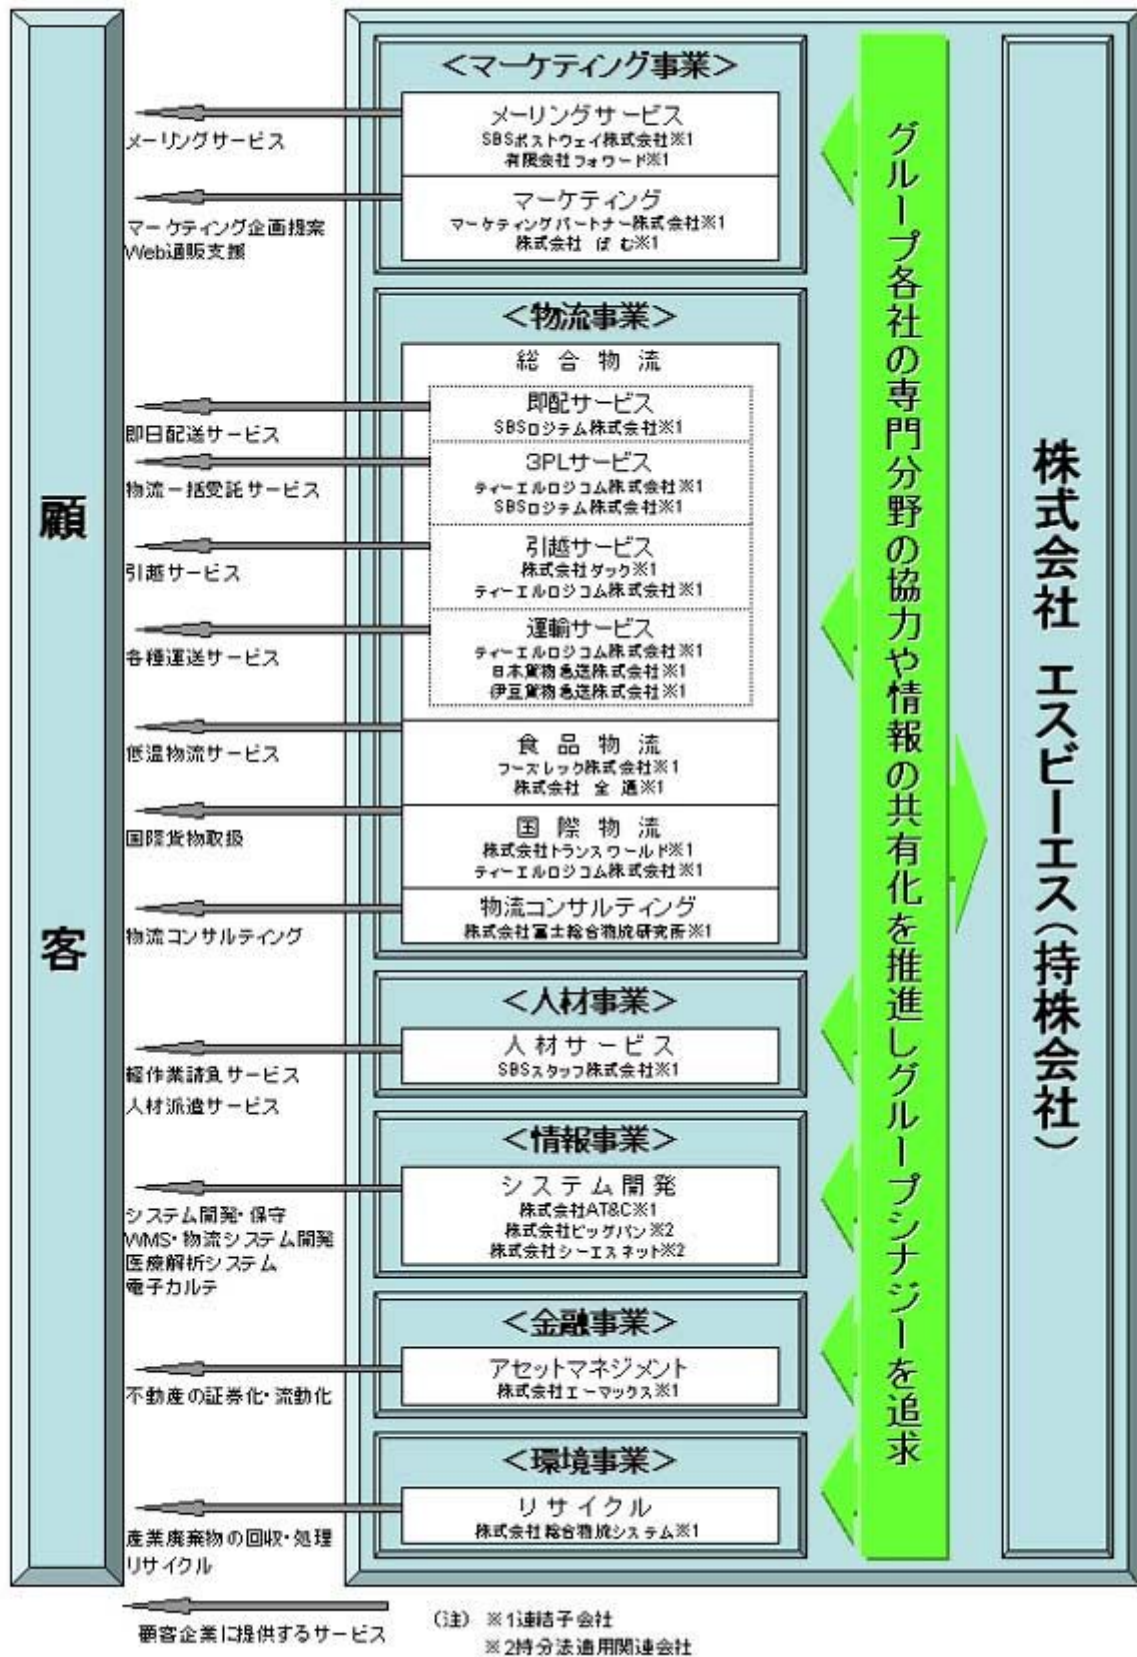 顧客
＜マーケティング事業＞
メーリングサービス
SBSポストウェイ株式会社※1
有限会社フォワード※1
メーリングサービス
マーケティング
マーケティングパートナー株式会社※1
株式会社 ぱむ※1
マーケティング企画提案
Web通販支援
＜物流事業＞
総合物流
即配サービス
SBSロジテム株式会社※1
即日配送サービス
3PLサービス
ティーエルロジコム株式会社※1
SBSロジテム株式会社※1
物流一括受託サービス
引越サービス
株式会社ダック※1
ティーエルロジコム株式会社※1
引越サービス
運輸サービス
ティーエルロジコム株式会社※1
日本貨物急送株式会社※1
伊豆貨物急送株式会社※1
各種運送サービス
食品物流
フーズレック株式会社※1
株式会社 全通※1
低温物流サービス
国際物流
株式会社トランスワールド※1
ティーエルロジコム株式会社※1
国際貨物取扱
物流コンサルティング
株式会社富士総合物流研究所※1
物流コンサルティング
＜人材事業＞
人材サービス
SBSスタッフ株式会社※1
軽作業請負サービス
人材派遣サービス
＜情報事業＞
システム開発
株式会社AT&C※1
株式会社ビッグバン※2
株式会社シーエスネット※2
システム開発・保守
WMS・物流システム開発
医療解析システム
電子カルテ
＜金融事業＞
アセットマネジメント
株式会社エーマックス※1
不動産の証券化・流動化
＜環境事業＞
リサイクル
株式会社総合物流システム※1
産業廃棄物の回収・処理
リサイクル
グループ各社の専門分野の協力や情報の共有化を推進しグループシナジーを追求
株式会社 エスビーエス（持株会社）
顧客企業に提供するサービス
（注） ※1連結子会社
※2持分法適用関連会社